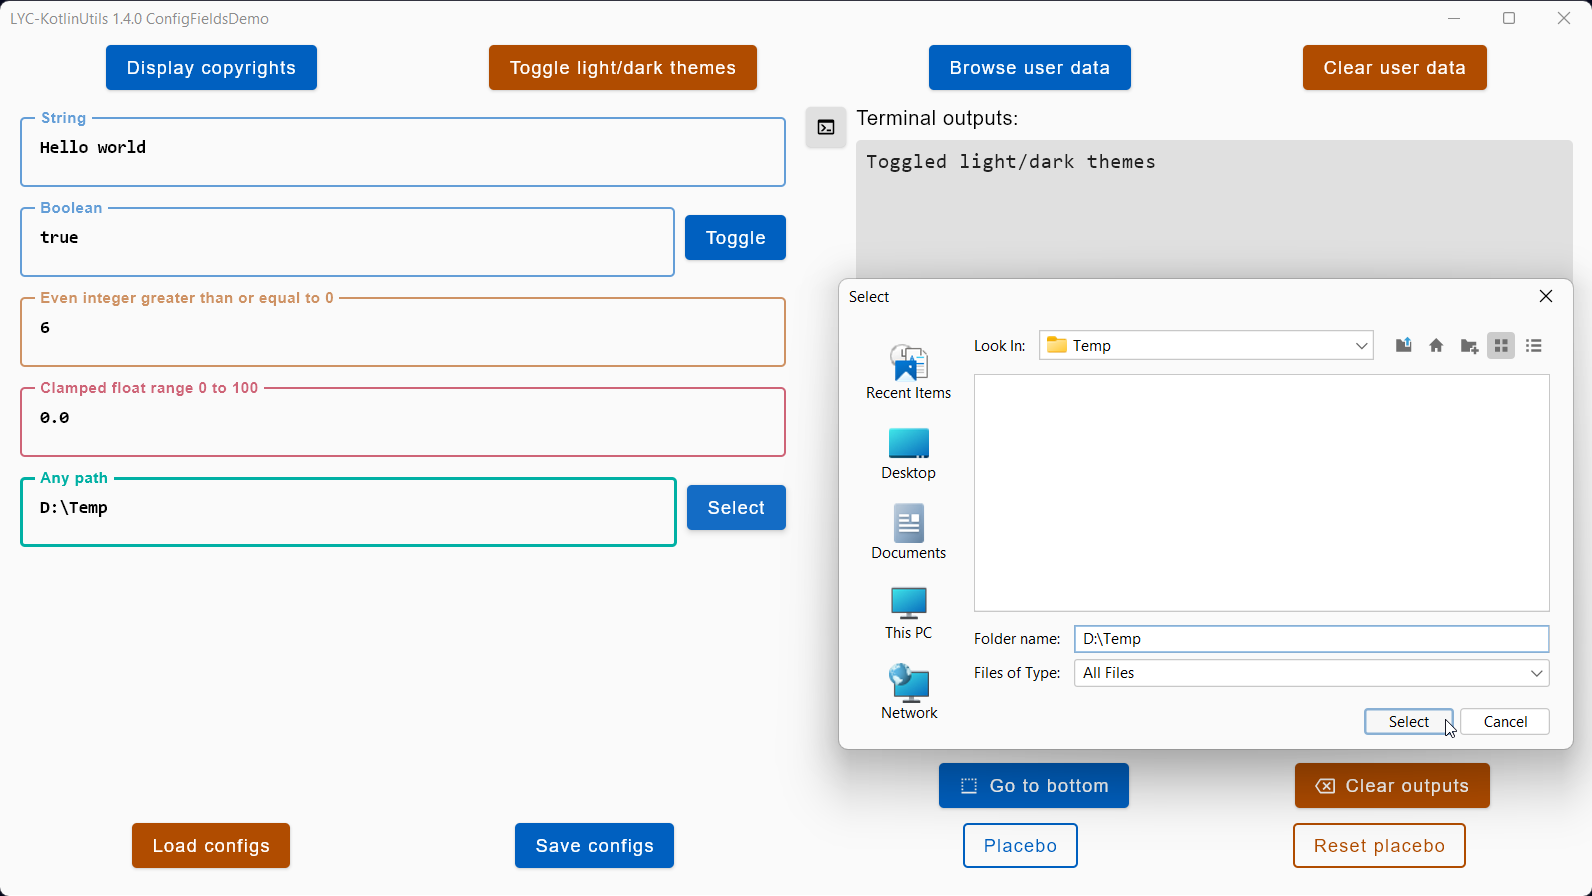 LYC-KotlinUtils 1.4.0 ConfigFieldsDemo
Display copyrights
Toggle light/dark themes
Browse user data
Clear user data
String
Hello world
Boolean
true
Toggle
Even integer greater than or equal to 0
6
Clamped float range 0 to 100
0.0
Any path
D:\Temp
Select
Load configs
Save configs
Terminal outputs:
Toggled light/dark themes
Select
Look In:
Temp
Recent Items
Desktop
Documents
This PC
Network
Folder name:
D:\Temp
Files of Type:
All Files
Select
Cancel
Go to bottom
Clear outputs
Placebo
Reset placebo